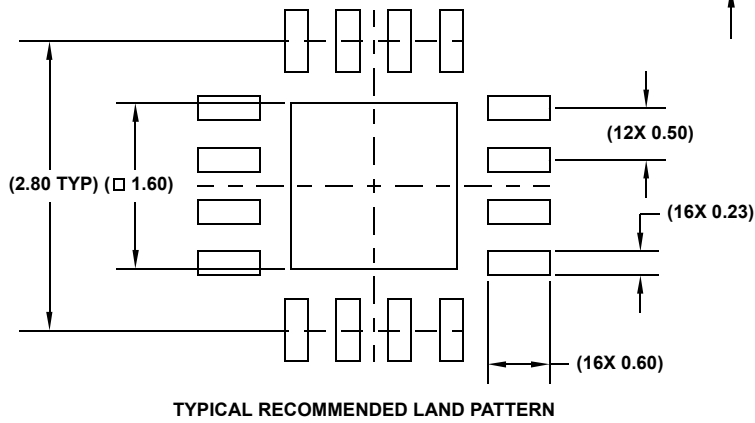 (12X 0.50)
(2.80 TYP) (□ 1.60)
(16X 0.23)
(16X 0.60)
TYPICAL RECOMMENDED LAND PATTERN